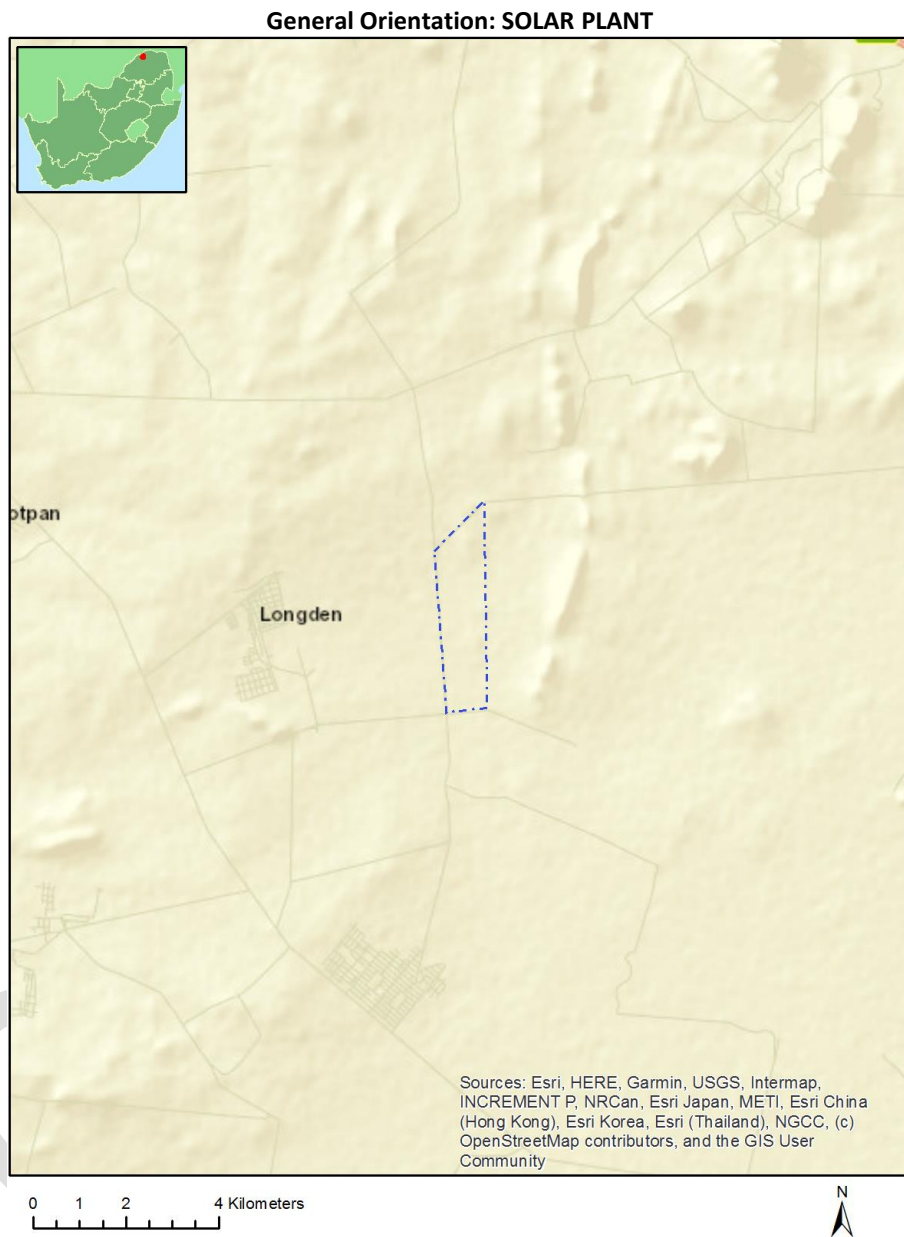 General Orientation: SOLAR PLANT
otpan
Longden
Sources: Esri, HERE, Garmin, USGS, Intermap,
INCREMENT P, NRCan, Esri Japan, METI, Esri China
(Hong Kong), Esri Korea, Esri (Thailand), NGCC, (c)
OpenStreetMap contributors, and the GIS User
Community
0 1 2 4 Kilometers
N